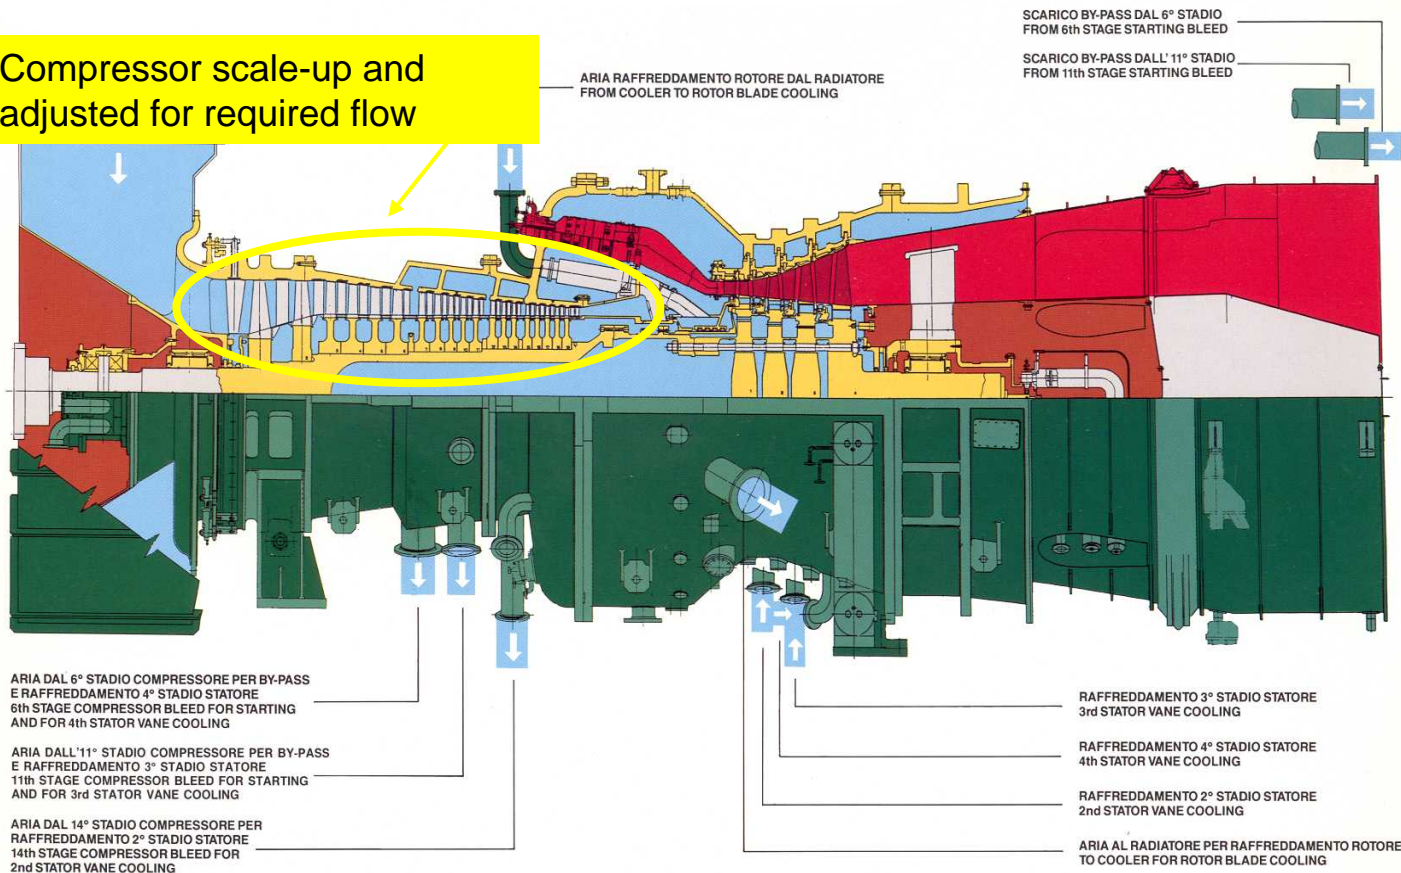 Compressor scale-up and
adjusted for required flow
ARIA RAFFREDDAMENTO ROTORE DAL RADIATORE
FROM COOLER TO ROTOR BLADE COOLING
SCARICO BY-PASS DAL 6° STADIO
FROM 6th STAGE STARTING BLEED
SCARICO BY-PASS DALL' 11° STADIO
FROM 11th STAGE STARTING BLEED
ARIA DAL 6° STADIO COMPRESSORE PER BY-PASS
E RAFFREDDAMENTO 4° STADIO STATORE
6th STAGE COMPRESSOR BLEED FOR STARTING
AND FOR 4th STATOR VANE COOLING
ARIA DALL'11° STADIO COMPRESSORE PER BY-PASS
E RAFFREDDAMENTO 3° STADIO STATORE
11th STAGE COMPRESSOR BLEED FOR STARTING
AND FOR 3rd STATOR VANE COOLING
ARIA DAL 14° STADIO COMPRESSORE PER
RAFFREDDAMENTO 2° STADIO STATORE
14th STAGE COMPRESSOR BLEED FOR
2nd STATOR VANE COOLING
RAFFREDDAMENTO 3° STADIO STATORE
3rd STATOR VANE COOLING
RAFFREDDAMENTO 4° STADIO STATORE
4th STATOR VANE COOLING
RAFFREDDAMENTO 2° STADIO STATORE
2nd STATOR VANE COOLING
ARIA AL RADIATORE PER RAFFREDDAMENTO ROTORE
TO COOLER FOR ROTOR BLADE COOLING